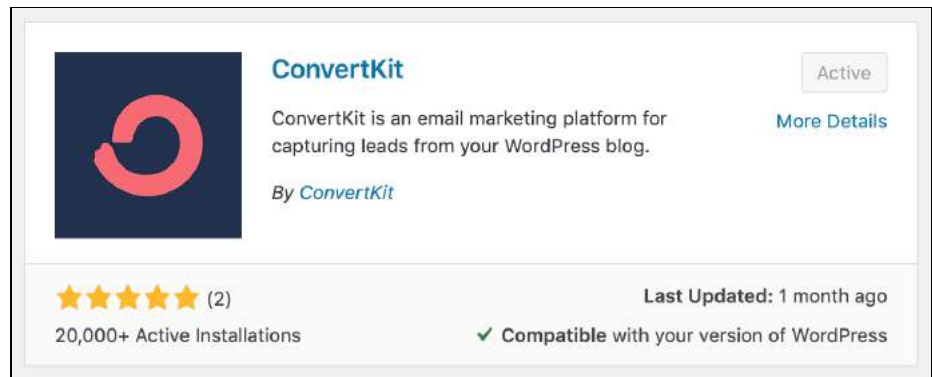 ConvertKit
Active
ConvertKit is an email marketing platform for
More Details
capturing leads from your WordPress blog.
By ConvertKit
(2)
Last Updated: 1 month ago
20,000+ Active Installations
Compatible with your version of WordPress